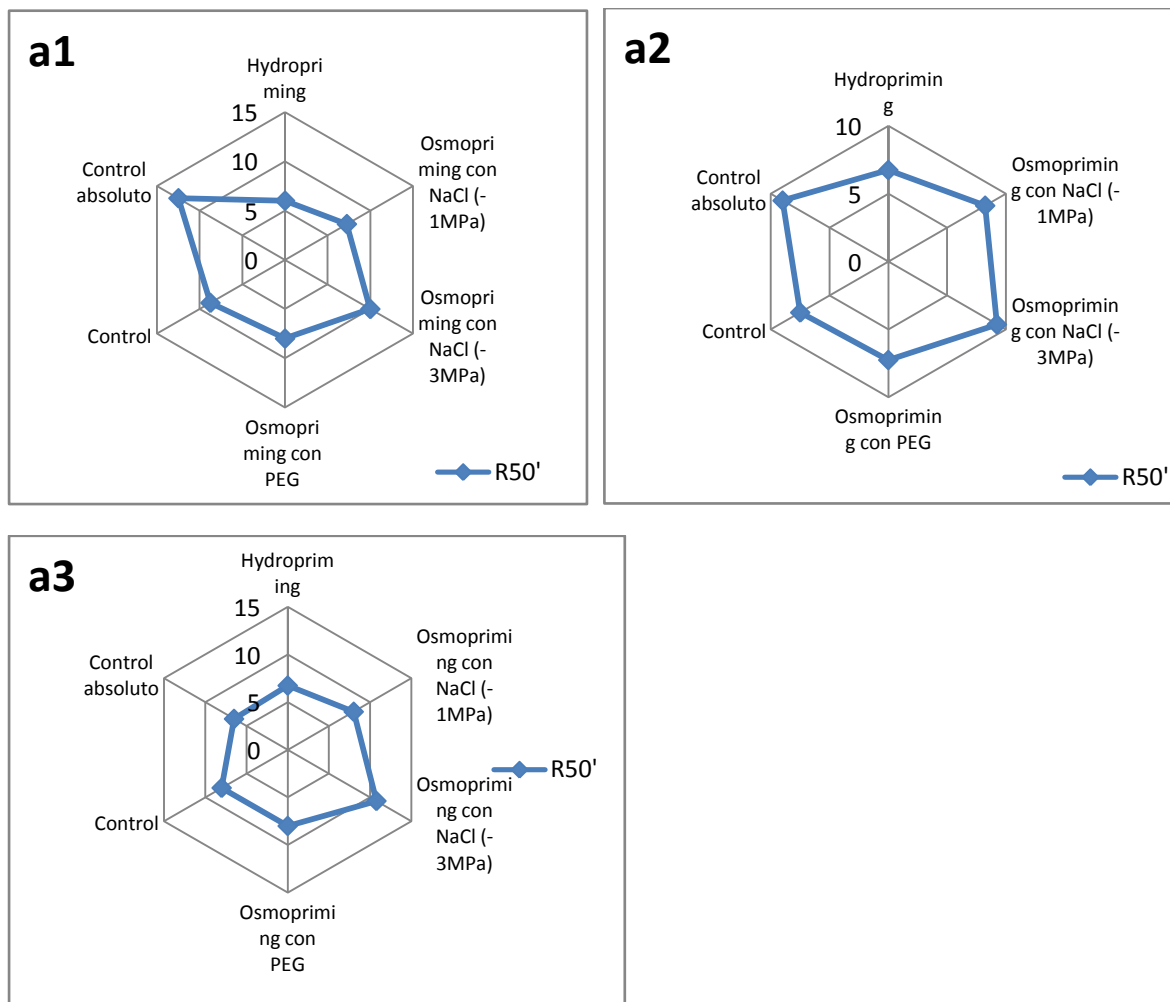 a1
Hydropri
ming
15
10
5
0
Osmopri
ming con
NaCl (-
1MPa)
Osmopri
ming con
NaCl (-
3MPa)
Osmopri
ming con
PEG
Control
Control
absoluto
R50'
a2
Hydroprimin
g
10
5
0
Osmoprimin
g con NaCl (-
1MPa)
Osmoprimin
g con NaCl (-
3MPa)
Osmoprimin
g con PEG
Control
Control
absoluto
R50'
a3
Hydroprim
ing
15
10
5
0
Osmoprimi
ng con
NaCl (-
1MPa)
Osmoprimi
ng con
NaCl (-
3MPa)
Osmoprimi
ng con
PEG
Control
Control
absoluto
R50'